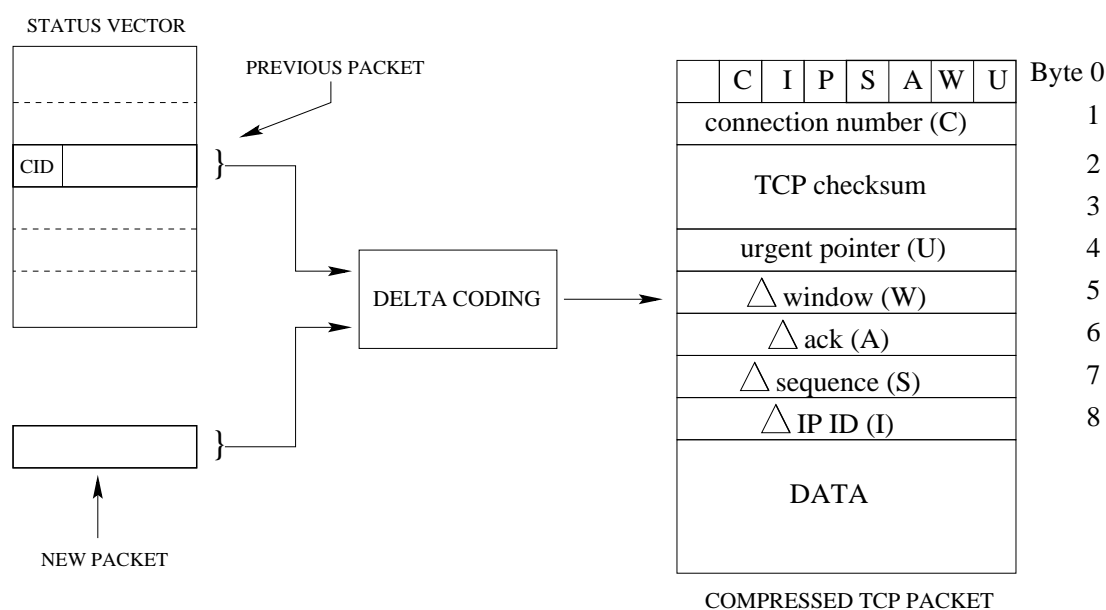 STATUS VECTOR
PREVIOUS PACKET
CID
}
DELTA CODING
}
NEW PACKET
C I P S A W U Byte 0
connection number (C) 1
TCP checksum 2
3
urgent pointer (U) 4
△ window (W) 5
△ ack (A) 6
△ sequence (S) 7
△ IP ID (I) 8
DATA
COMPRESSED TCP PACKET